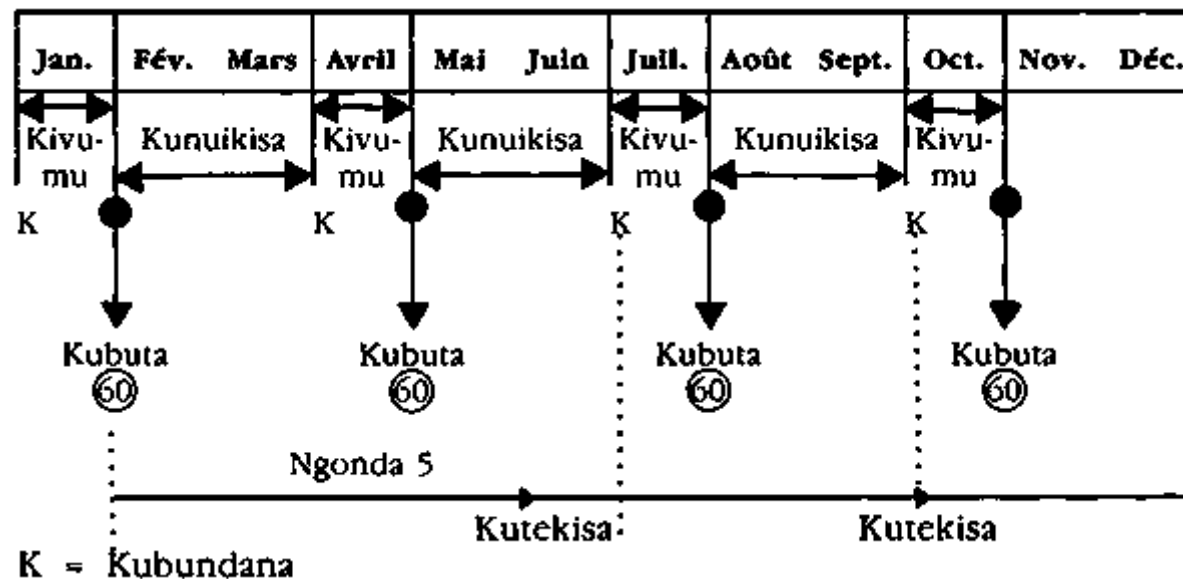 Jan. Fév. Mars Avril Mai Juin Juil. Août Sept. Oct. Nov. Déc.
Kivu- Kunuikisa Kivu- Kunuikisa Kivu- Kunuikisa Kivu-
mu mu mu mu
K K K K
Kubuta Kubuta Kubuta Kubuta
60 60 60 60
Ngonda 5
Kutekisa Kutekisa
K = Kubundana